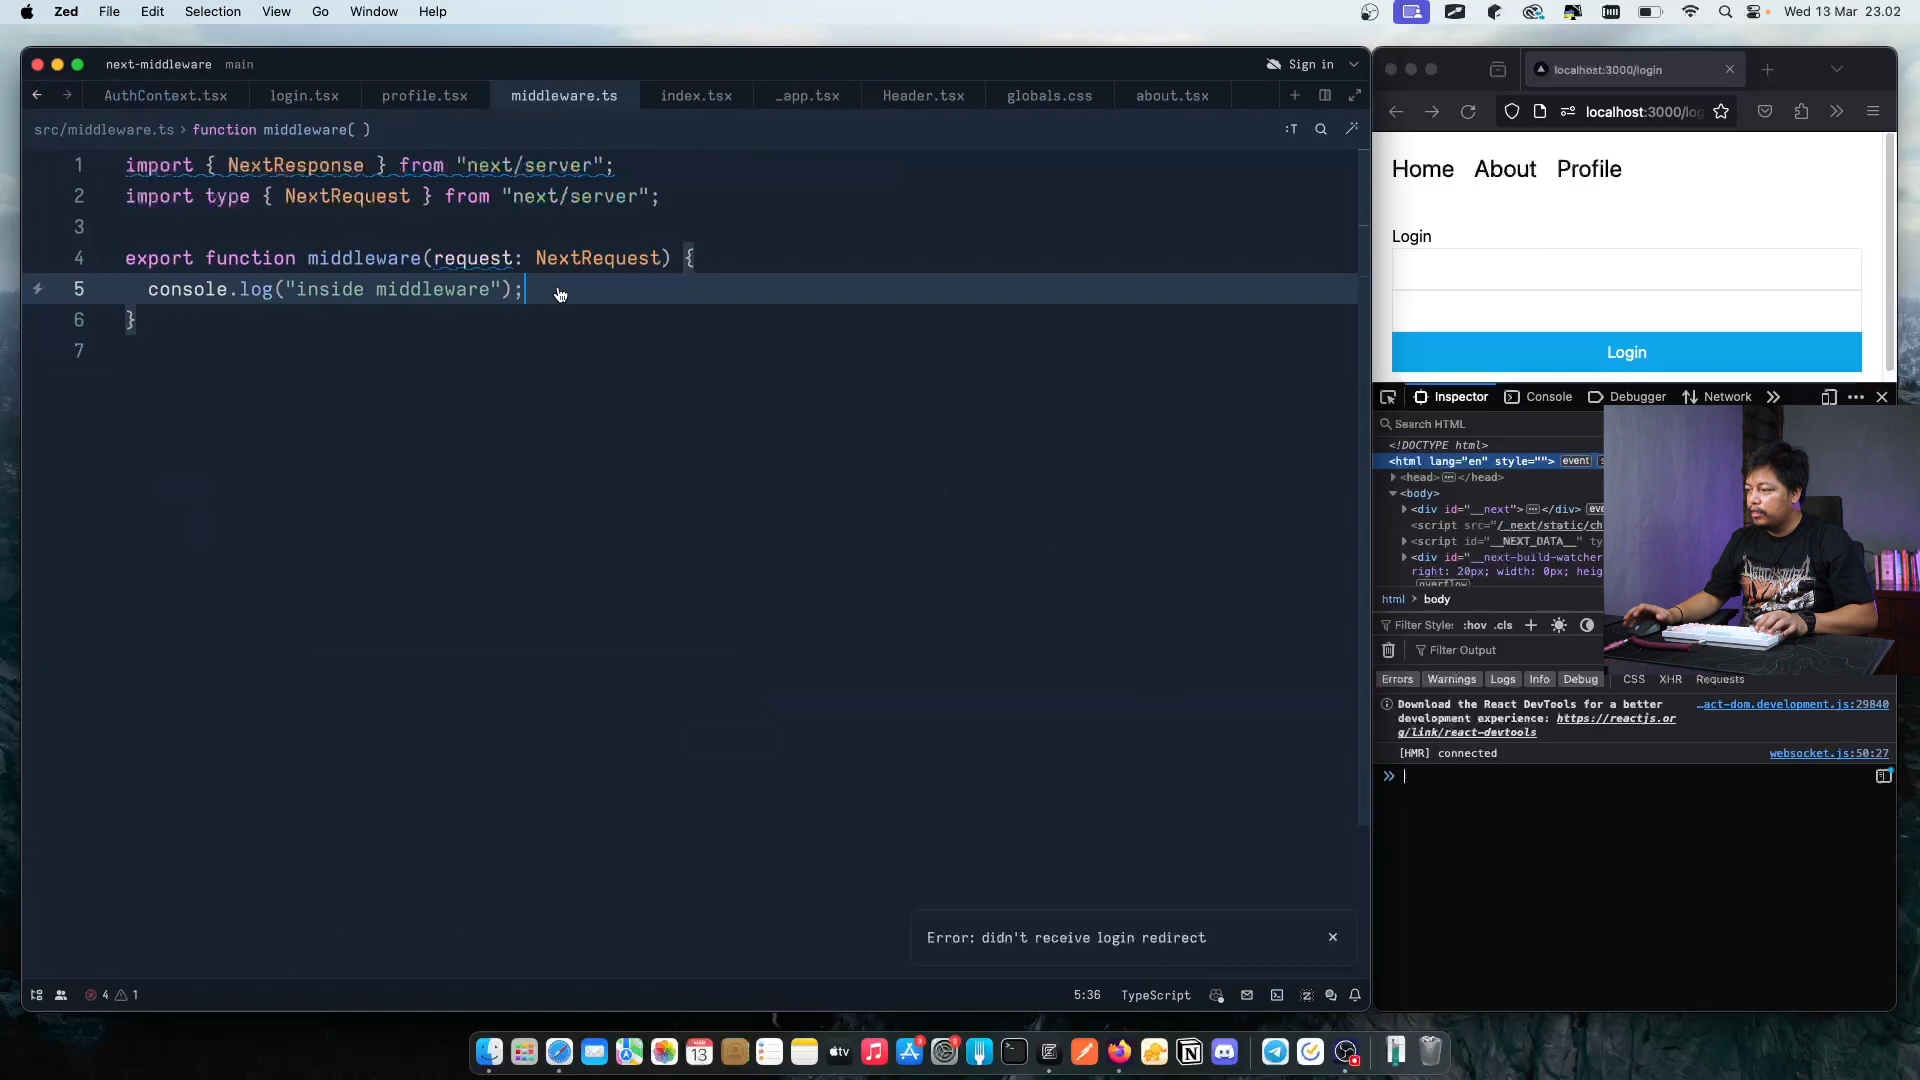 Zed File Edit Selection View Go Window Help
Wed 13 Mar 23.02
next-middleware main
Sign in
AuthContext.tsx login.tsx profile.tsx middleware.ts index.tsx _app.tsx Header.tsx globals.css about.tsx
src/middleware.ts › function middleware( )
1 import { NextResponse } from "next/server";
2 import type { NextRequest } from "next/server";
3
4 export function middleware(request: NextRequest) {
5 console.log("inside middleware");
6 }
7
Error: didn't receive login redirect
4 1
5:36 TypeScript
localhost:3000/login
localhost:3000/log
Home About Profile
Login
Login
Inspector Console Debugger Network
Search HTML
<!DOCTYPE html>
<html lang="en" style=""> event
<head> </head>
<body>
<div id="__next"> </div>
<script src="/_next/static/ch
<script id="__NEXT_DATA__" ty
<div id="__next-build-watcher
right: 20px; width: 0px; heig
overflow
html › body
Filter Style: :hov .cls
Filter Output
Errors Warnings Logs Info Debug CSS XHR Requests
Download the React DevTools for a better …act-dom.development.js:29840
development experience: https://reactjs.or
g/link/react-devtools
[HMR] connected websocket.js:50:27
MAR
13
tv